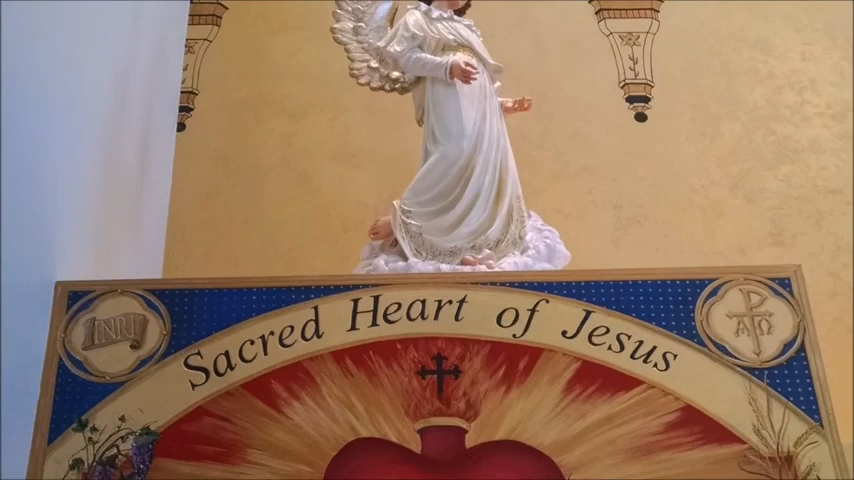 INRI
Sacred Heart of Jesus
Α Ω